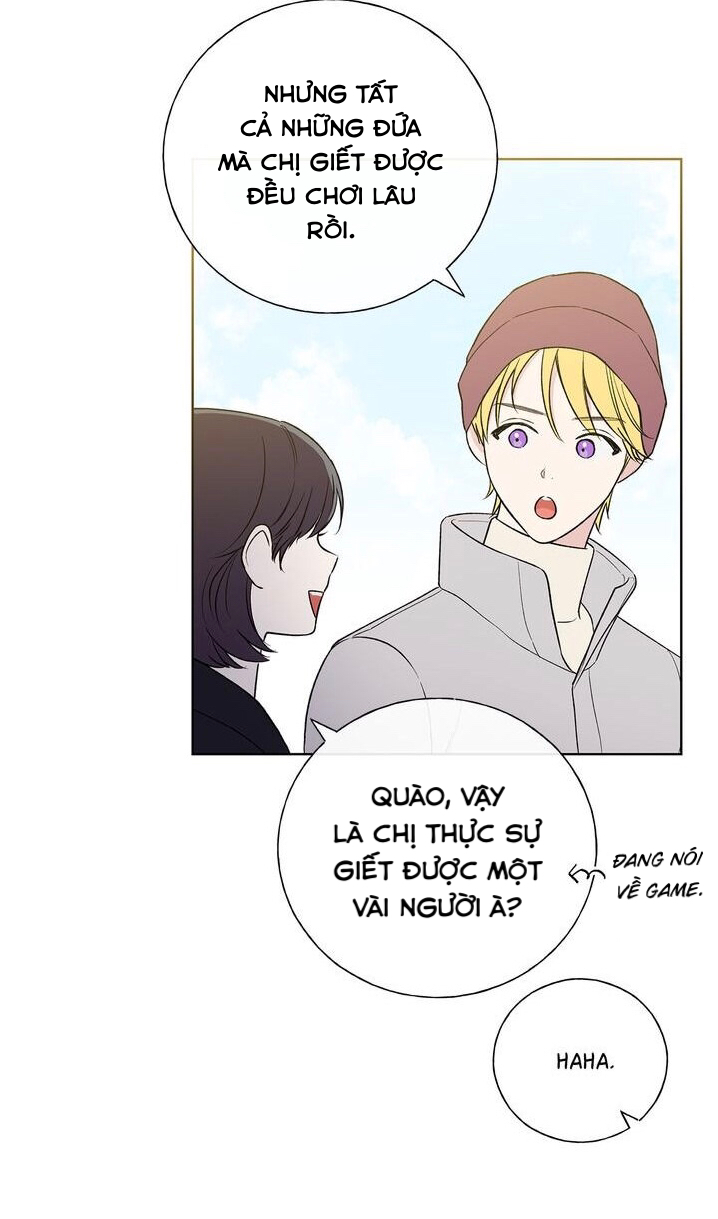 NHƯNG TẤT
CẢ NHỮNG ĐỨA
MÀ CHỊ GIẾT ĐƯỢC
ĐỀU CHƠI LÂU
RỒI.
QUÀO, VẬY
LÀ CHỊ THỰC SỰ
GIẾT ĐƯỢC MỘT
VÀI NGƯỜI À?
ĐANG NÓI
VỀ GAME.
HAHA.